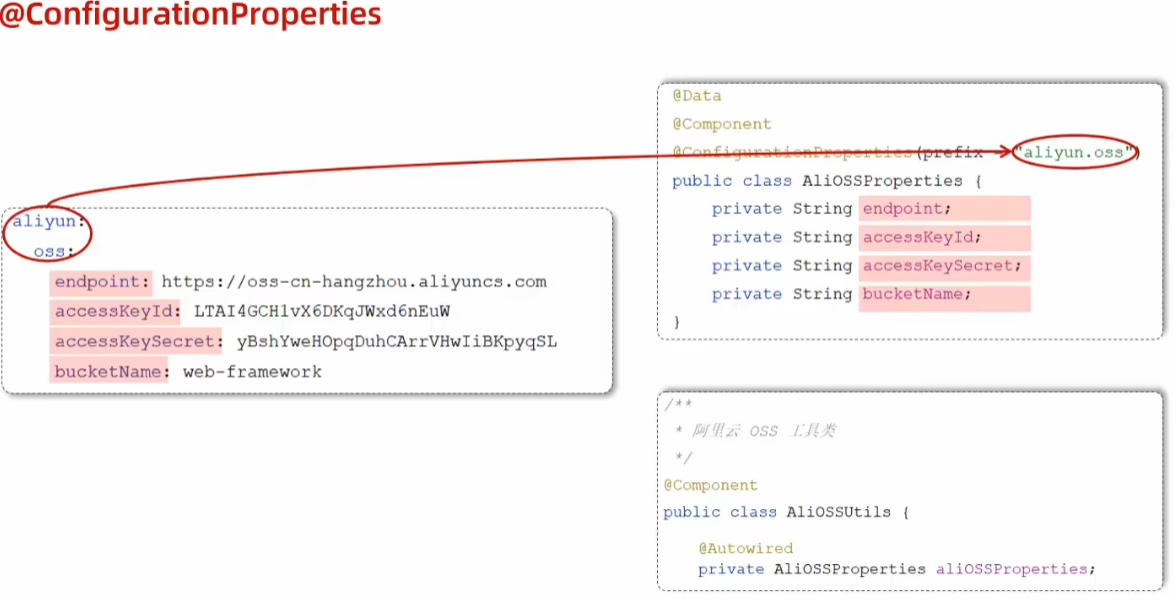 @ConfigurationProperties
aliyun:
oss:
endpoint: https://oss-cn-hangzhou.aliyuncs.com
accessKeyId: LTAI4GCH1vX6DKqJWxd6nEuW
accessKeySecret: yBshYweHOpqDuhCArrVHwIiBKpyqSL
bucketName: web-framework
@Data
@Component
@ConfigurationProperties(prefix = "aliyun.oss")
public class AliOSSProperties {
private String endpoint;
private String accessKeyId;
private String accessKeySecret;
private String bucketName;
}
/**
* 阿里云 OSS 工具类
*/
@Component
public class AliOSSUtils {
@Autowired
private AliOSSProperties aliOSSProperties;